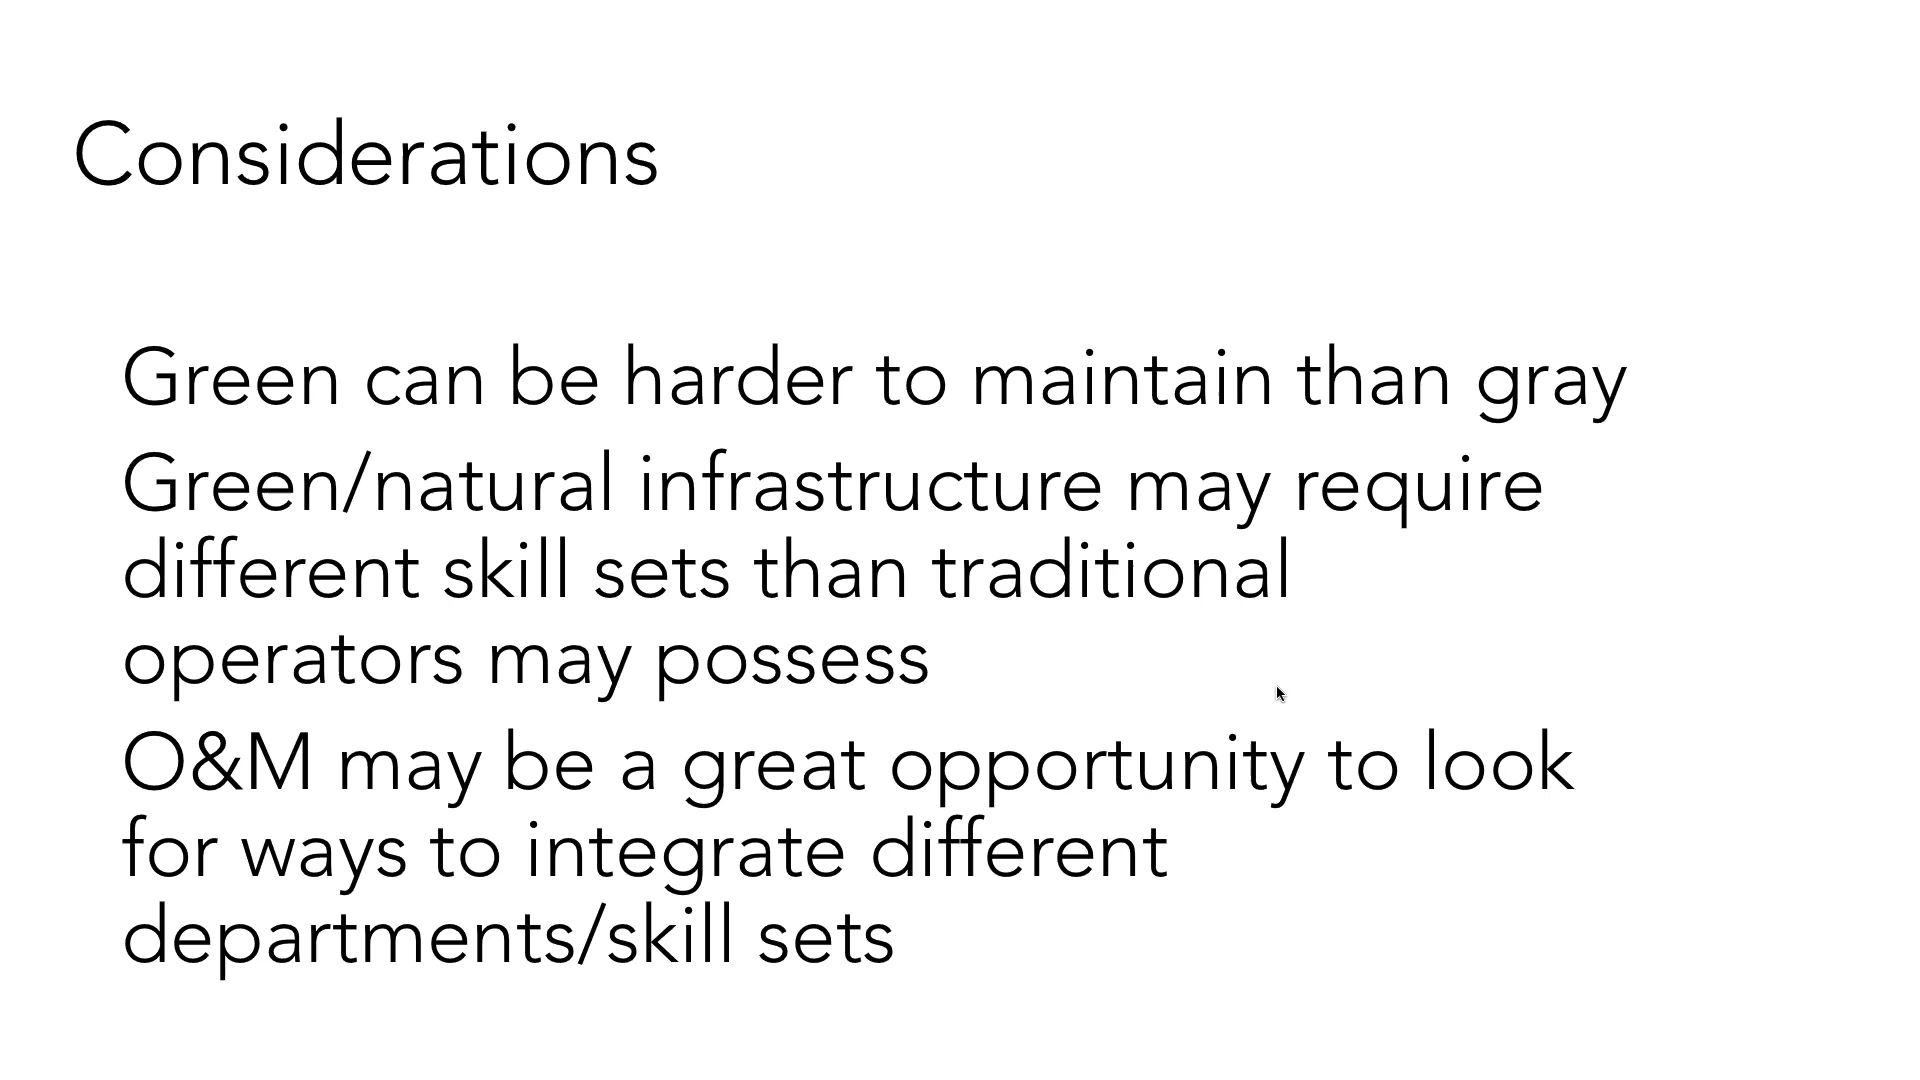 Considerations
Green can be harder to maintain than gray
Green/natural infrastructure may require
different skill sets than traditional
operators may possess
O&M may be a great opportunity to look
for ways to integrate different
departments/skill sets